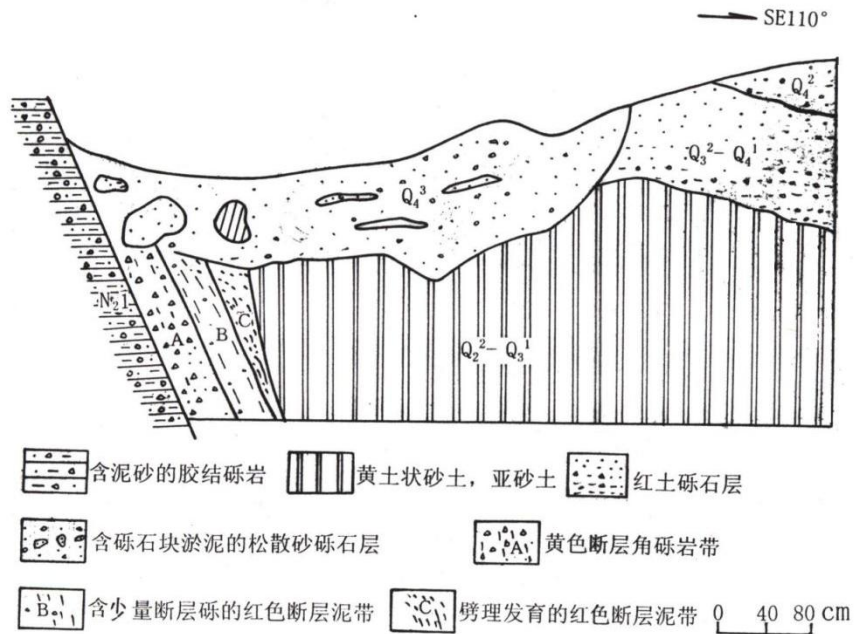 SE110°
Q₄²
Q₃²－Q₄¹
Q₄³
N₂1
A
B
C
Q₂²－Q₃¹
含泥砂的胶结砾岩 黄土状砂土，亚砂土 红土砾石层
含砾石块淤泥的松散砂砾石层 A 黄色断层角砾岩带
B 含少量断层砾的红色断层泥带 C 劈理发育的红色断层泥带 0 40 80 cm